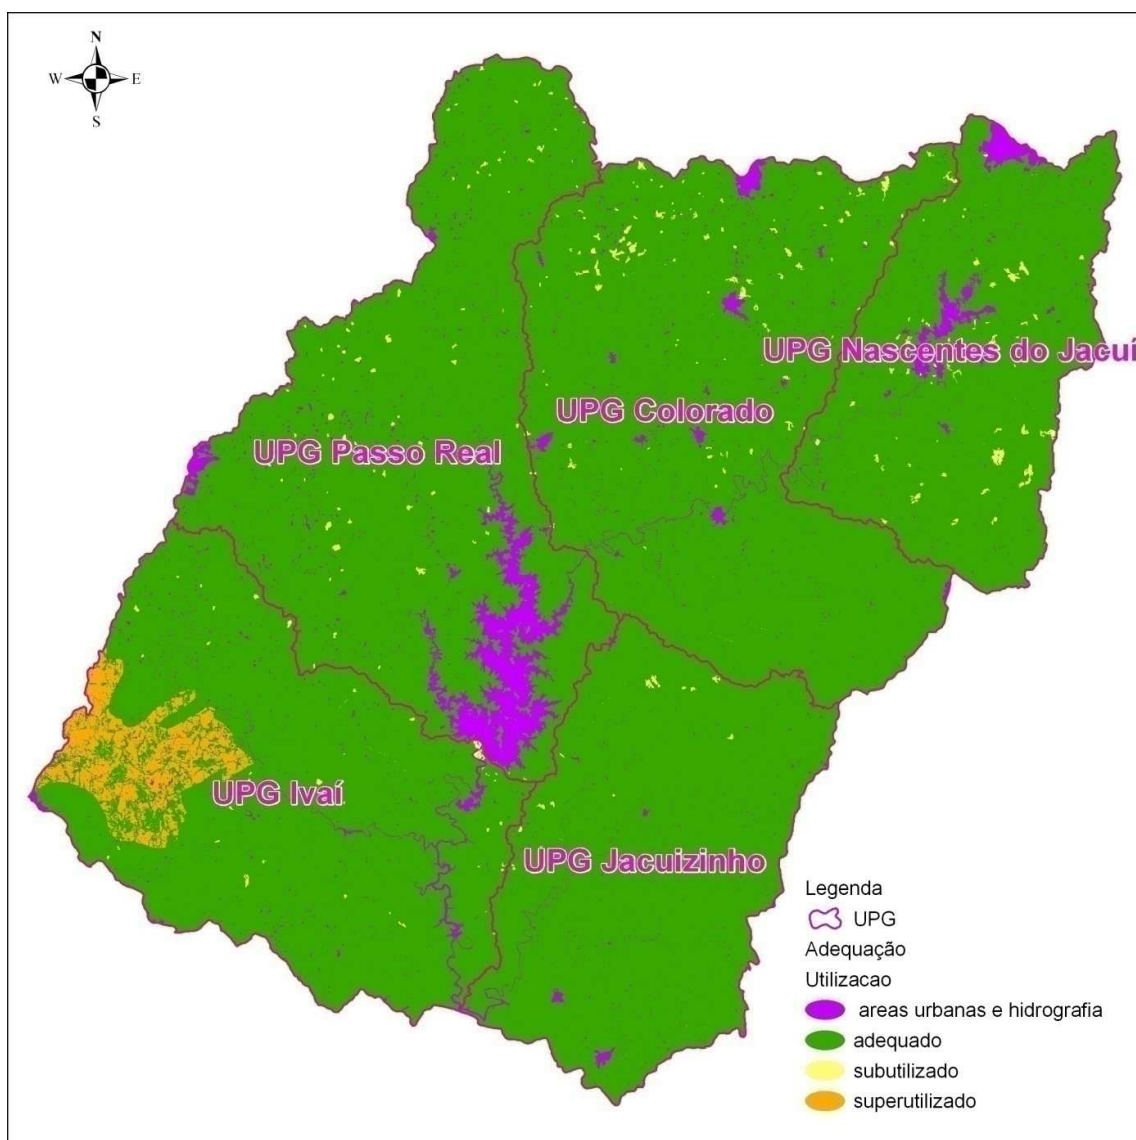 N
W E
S
UPG Nascentes do Jacuí
UPG Colorado
UPG Passo Real
UPG Ivaí
UPG Jacuizinho
Legenda
UPG
Adequação
Utilizacao
areas urbanas e hidrografia
adequado
subutilizado
superutilizado